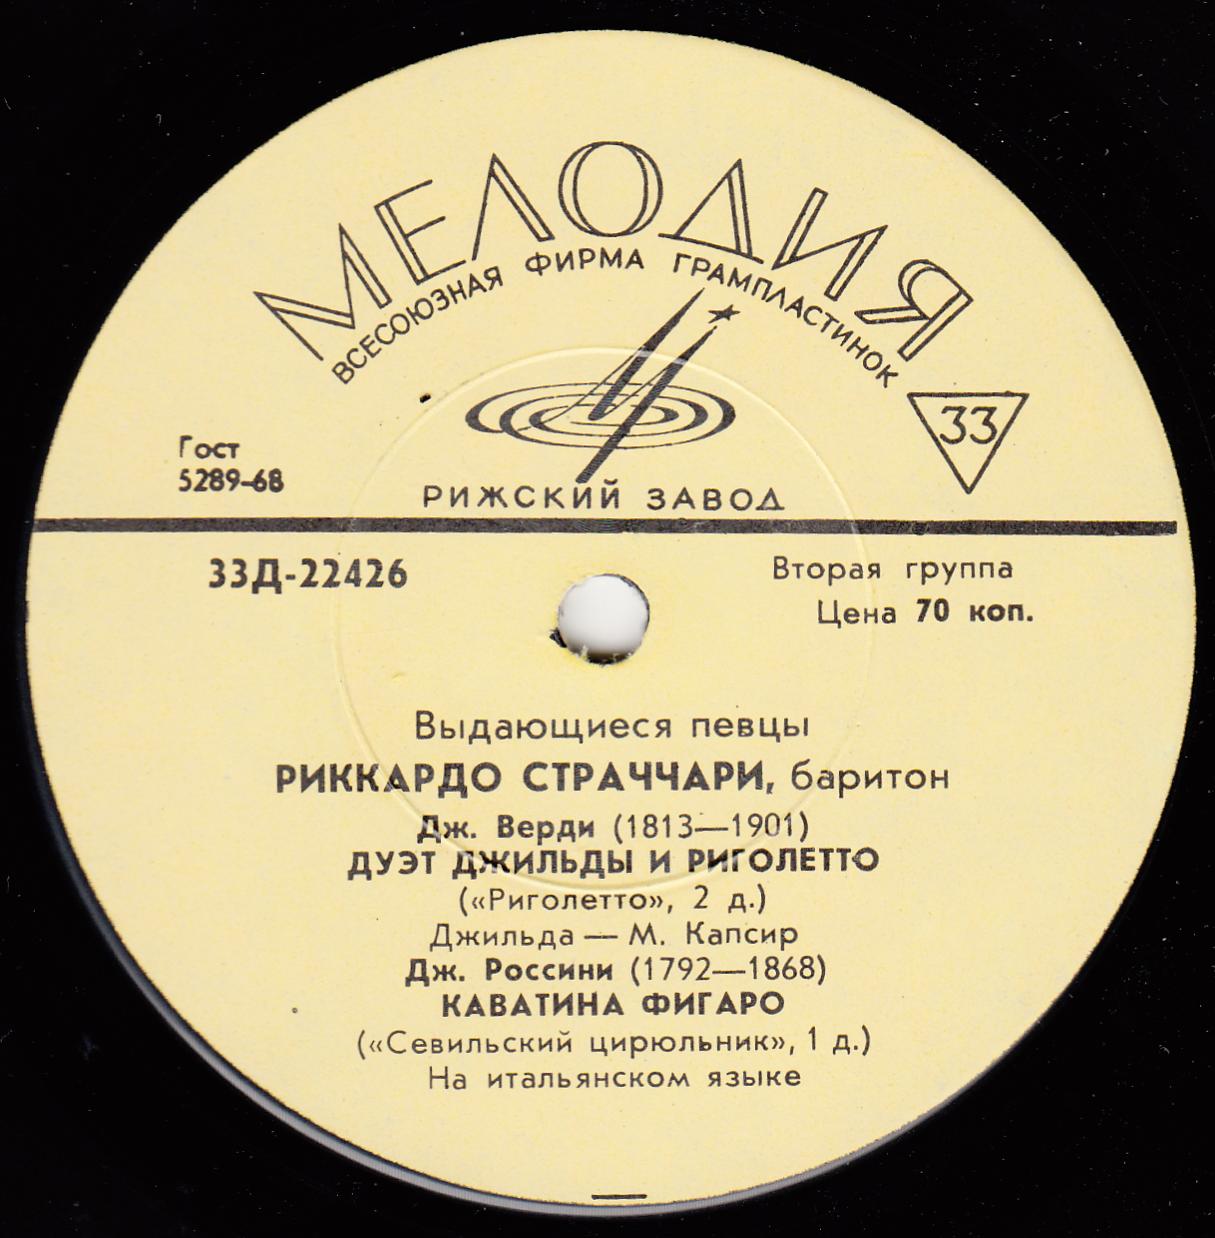 МЕЛОДИЯ
ВСЕСОЮЗНАЯ ФИРМА ГРАМПЛАСТИНОК
33
Гост
5289-68
РИЖСКИЙ ЗАВОД
33Д-22426
Вторая группа
Цена 70 коп.
Выдающиеся певцы
РИККАРДО СТРАЧЧАРИ, баритон
Дж. Верди (1813—1901)
ДУЭТ ДЖИЛЬДЫ И РИГОЛЕТТО
(«Риголетто», 2 д.)
Джильда — М. Капсир
Дж. Россини (1792—1868)
КАВАТИНА ФИГАРО
(«Севильский цирюльник», 1 д.)
На итальянском языке